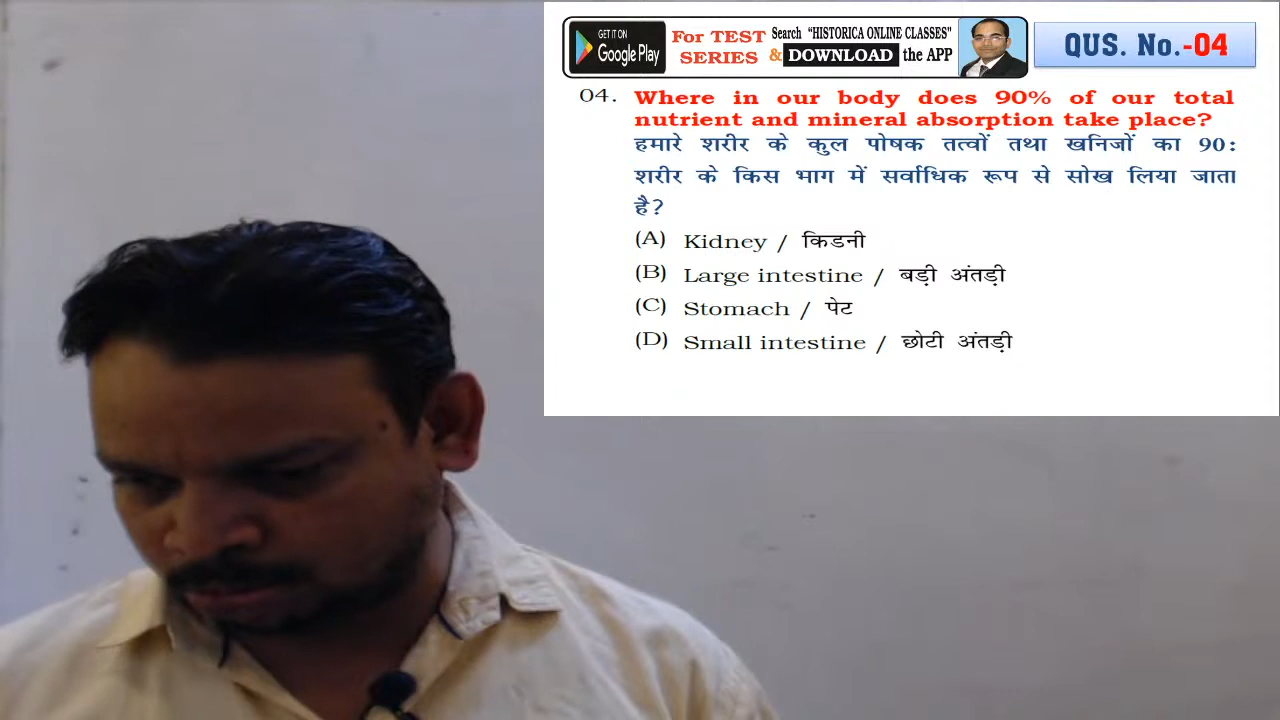 GET IT ON
Google Play
For TEST
SERIES
Search "HISTORICA ONLINE CLASSES"
& DOWNLOAD the APP
QUS. No.-04
04. Where in our body does 90% of our total
nutrient and mineral absorption take place?
हमारे शरीर के कुल पोषक तत्वों तथा खनिजों का 90:
शरीर के किस भाग में सर्वाधिक रूप से सोख लिया जाता
है?
(A) Kidney / किडनी
(B) Large intestine / बड़ी अंतड़ी
(C) Stomach / पेट
(D) Small intestine / छोटी अंतड़ी